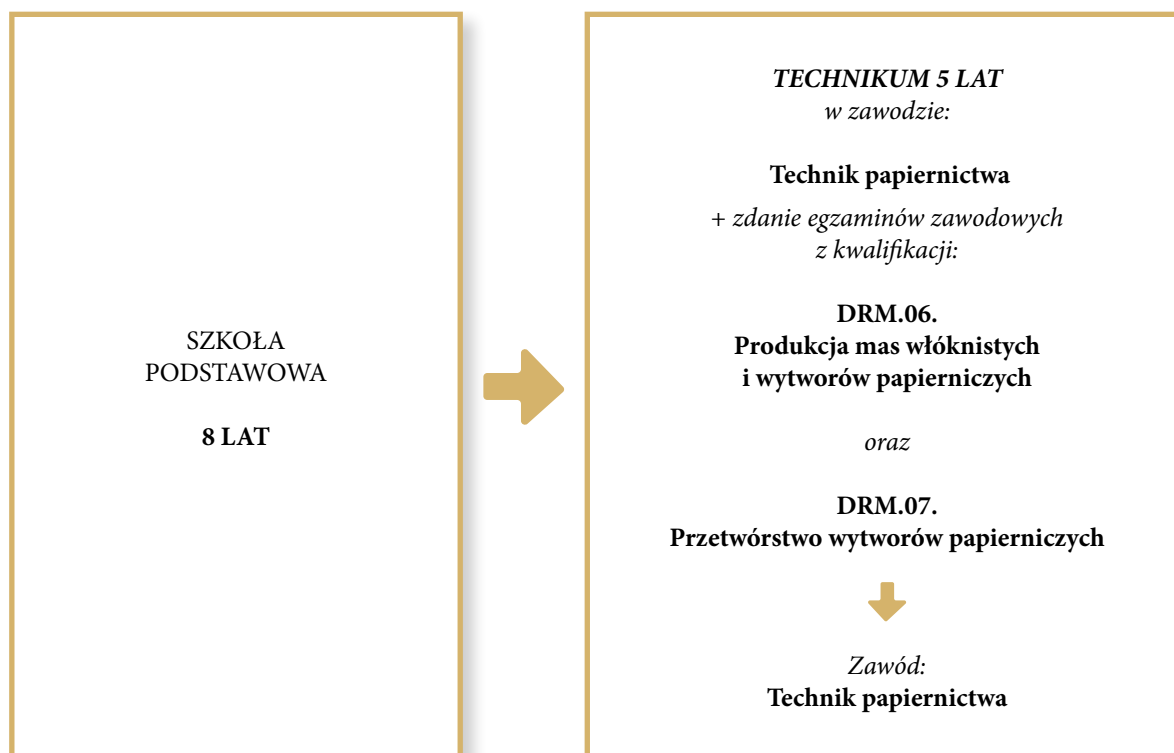 SZKOŁA
PODSTAWOWA
8 LAT
TECHNIKUM 5 LAT
w zawodzie:
Technik papiernictwa
+ zdanie egzaminów zawodowych
z kwalifikacji:
DRM.06.
Produkcja mas włóknistych
i wytworów papierniczych
oraz
DRM.07.
Przetwórstwo wytworów papierniczych
Zawód:
Technik papiernictwa